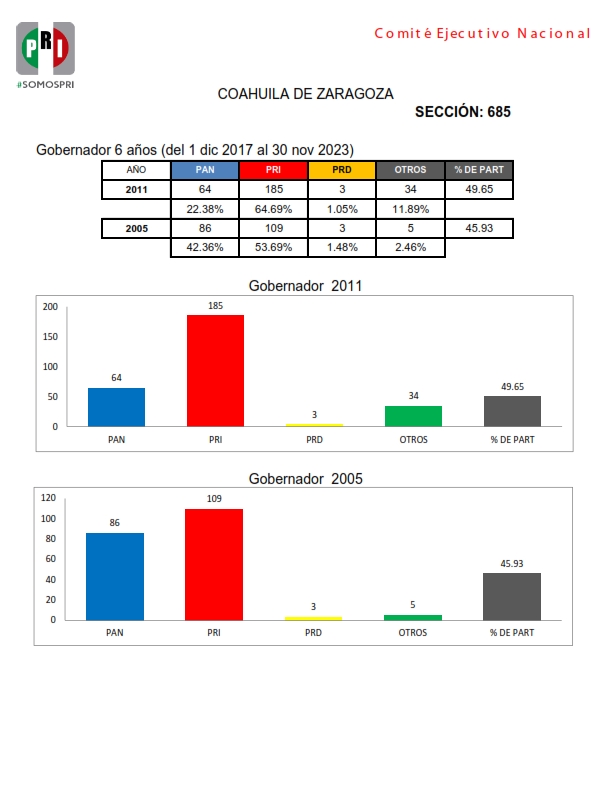 Comité Ejecutivo Nacional
PRI
#SOMOSPRI
COAHUILA DE ZARAGOZA
SECCIÓN: 685
Gobernador 6 años (del 1 dic 2017 al 30 nov 2023)
AÑO PAN PRI PRD OTROS % DE PART
2011 64 185 3 34 49.65
22.38% 64.69% 1.05% 11.89%
2005 86 109 3 5 45.93
42.36% 53.69% 1.48% 2.46%
Gobernador 2011
200
150
100
50
0
64
185
3
34
49.65
PAN PRI PRD OTROS % DE PART
Gobernador 2005
120
100
80
60
40
20
0
86
109
3
5
45.93
PAN PRI PRD OTROS % DE PART